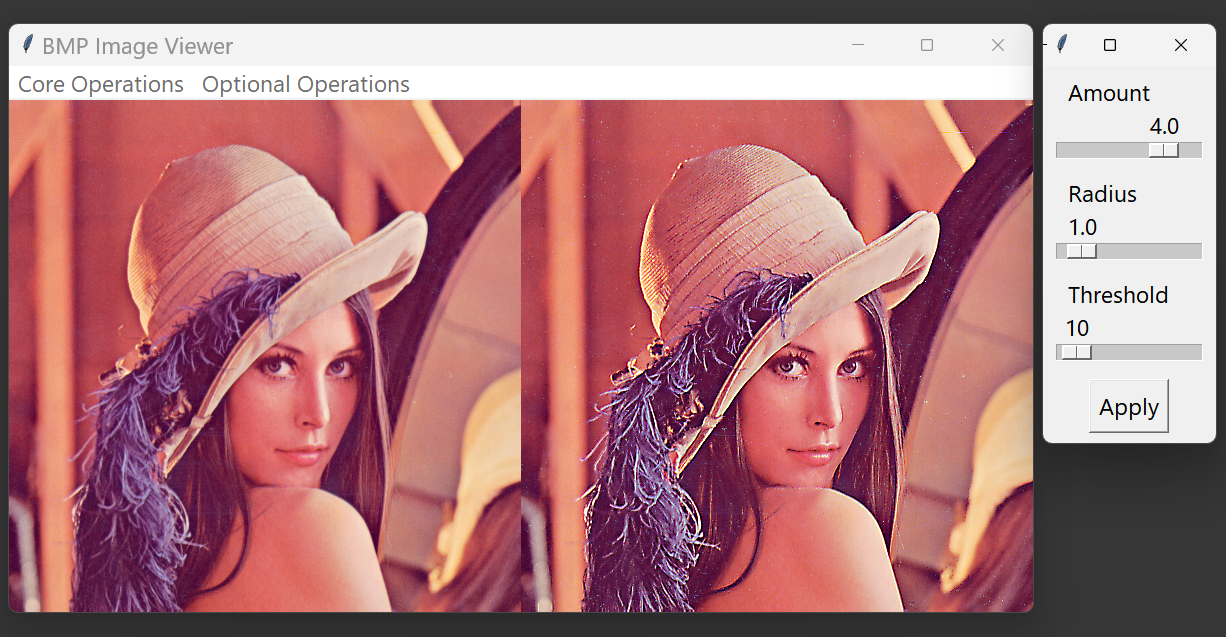 BMP Image Viewer
Core Operations Optional Operations
Amount
4.0
Radius
1.0
Threshold
10
Apply